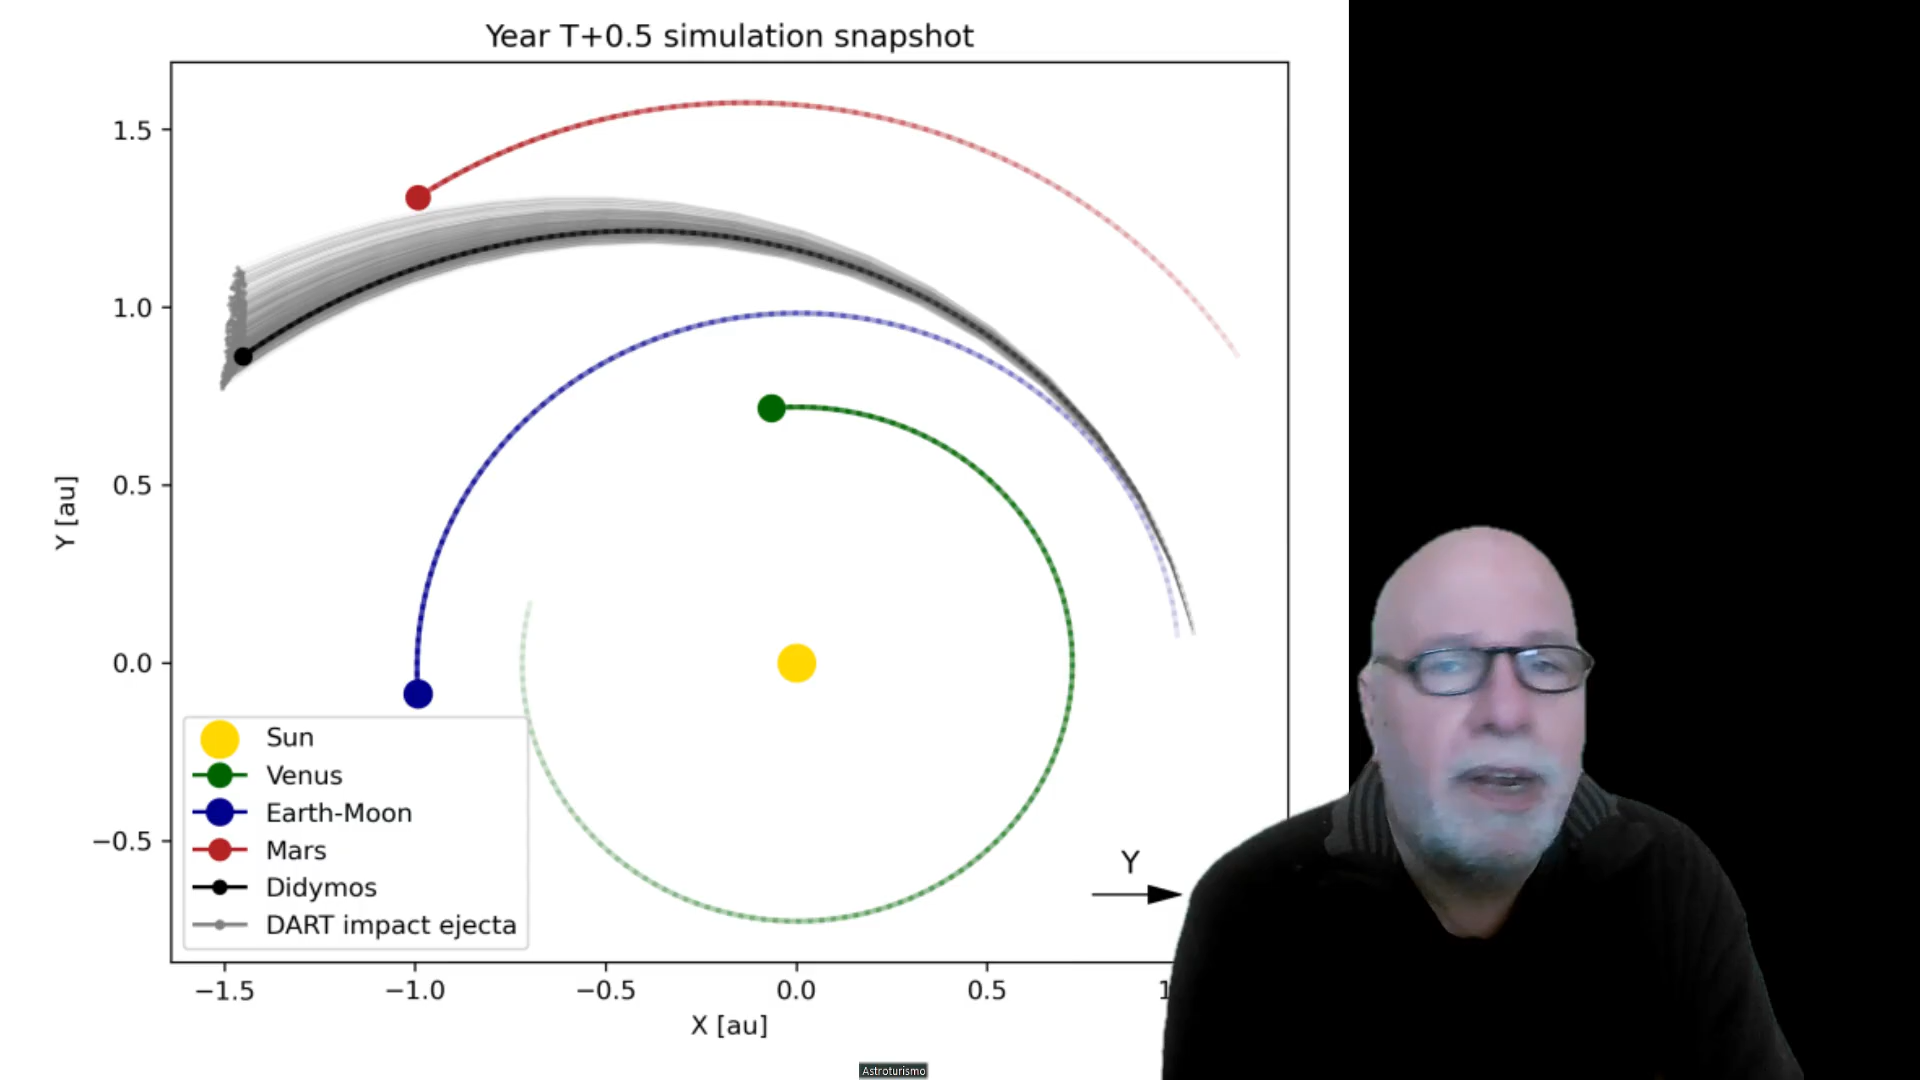 Year T+0.5 simulation snapshot
1.5
1.0
0.5
0.0
−0.5
Y [au]
Sun
Venus
Earth-Moon
Mars
Didymos
DART impact ejecta
Y
−1.5
−1.0
−0.5
0.0
0.5
X [au]
Astroturismo